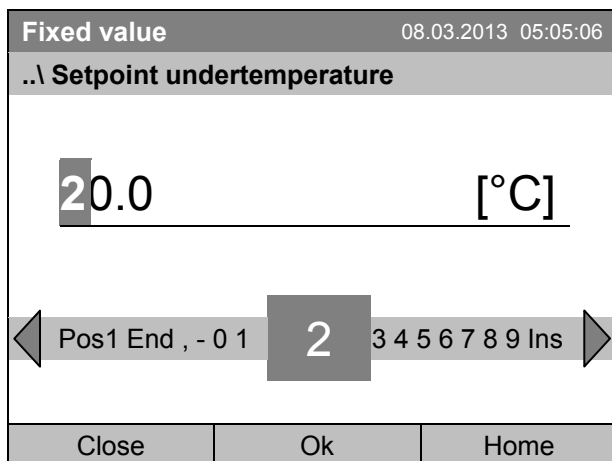 Fixed value 08.03.2013 05:05:06
..\ Setpoint undertemperature
20.0 [°C]
Pos1 End , - 0 1 2 3 4 5 6 7 8 9 Ins
Close Ok Home